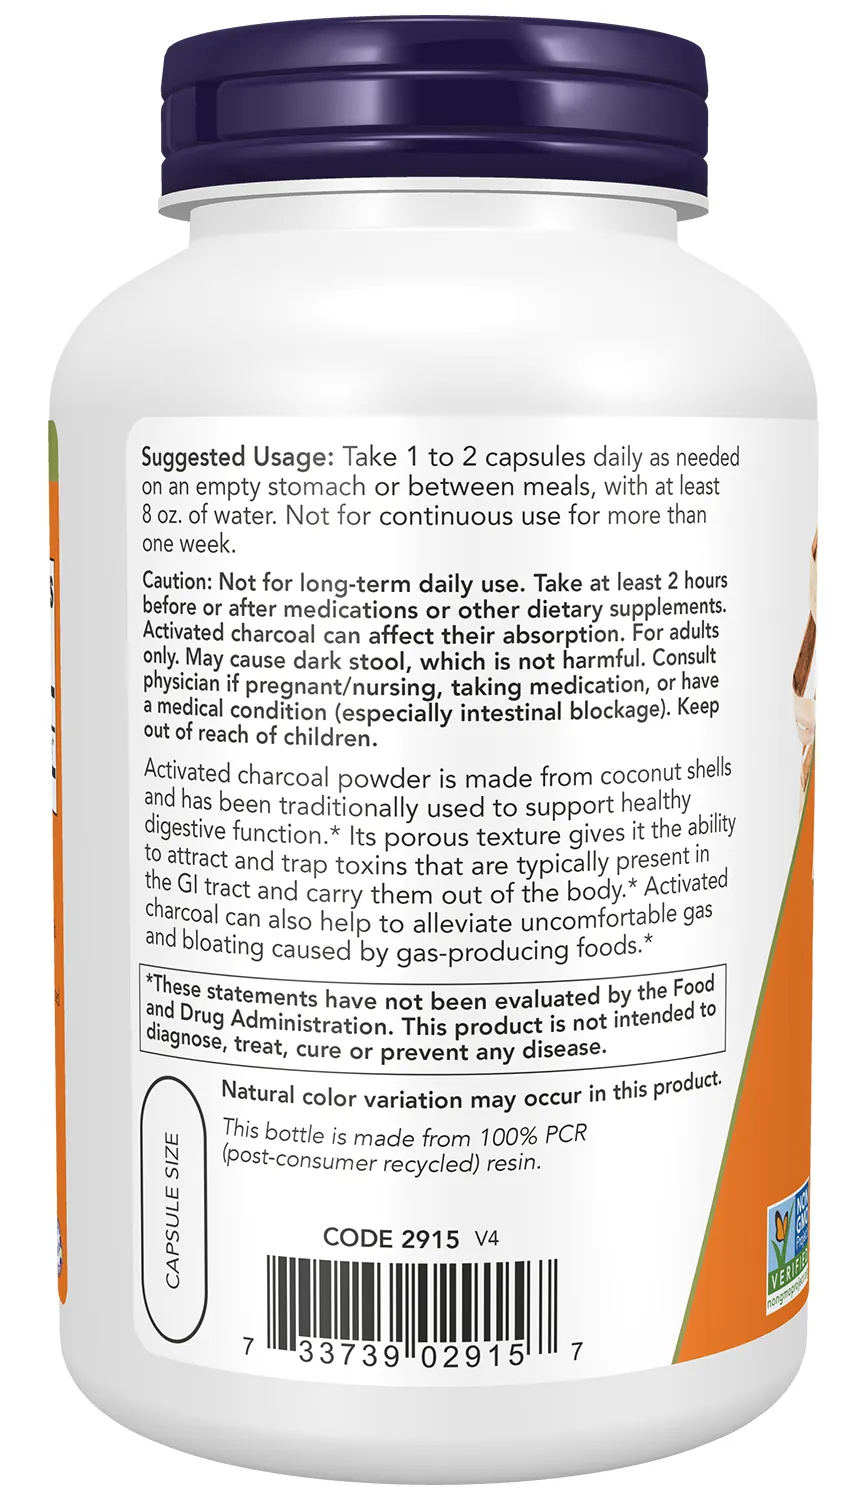 Suggested Usage: Take 1 to 2 capsules daily as needed
on an empty stomach or between meals, with at least
8 oz. of water. Not for continuous use for more than
one week.
Caution: Not for long-term daily use. Take at least 2 hours
before or after medications or other dietary supplements.
Activated charcoal can affect their absorption. For adults
only. May cause dark stool, which is not harmful. Consult
physician if pregnant/nursing, taking medication, or have
a medical condition (especially intestinal blockage). Keep
out of reach of children.
Activated charcoal powder is made from coconut shells
and has been traditionally used to support healthy
digestive function.* Its porous texture gives it the ability
to attract and trap toxins that are typically present in
the GI tract and carry them out of the body.* Activated
charcoal can also help to alleviate uncomfortable gas
and bloating caused by gas-producing foods.*
*These statements have not been evaluated by the Food
and Drug Administration. This product is not intended to
diagnose, treat, cure or prevent any disease.
Natural color variation may occur in this product.
This bottle is made from 100% PCR
(post-consumer recycled) resin.
CAPSULE SIZE
CODE 2915 V4
7 33739 02915 7
NON
GMO
Project
VERIFIED